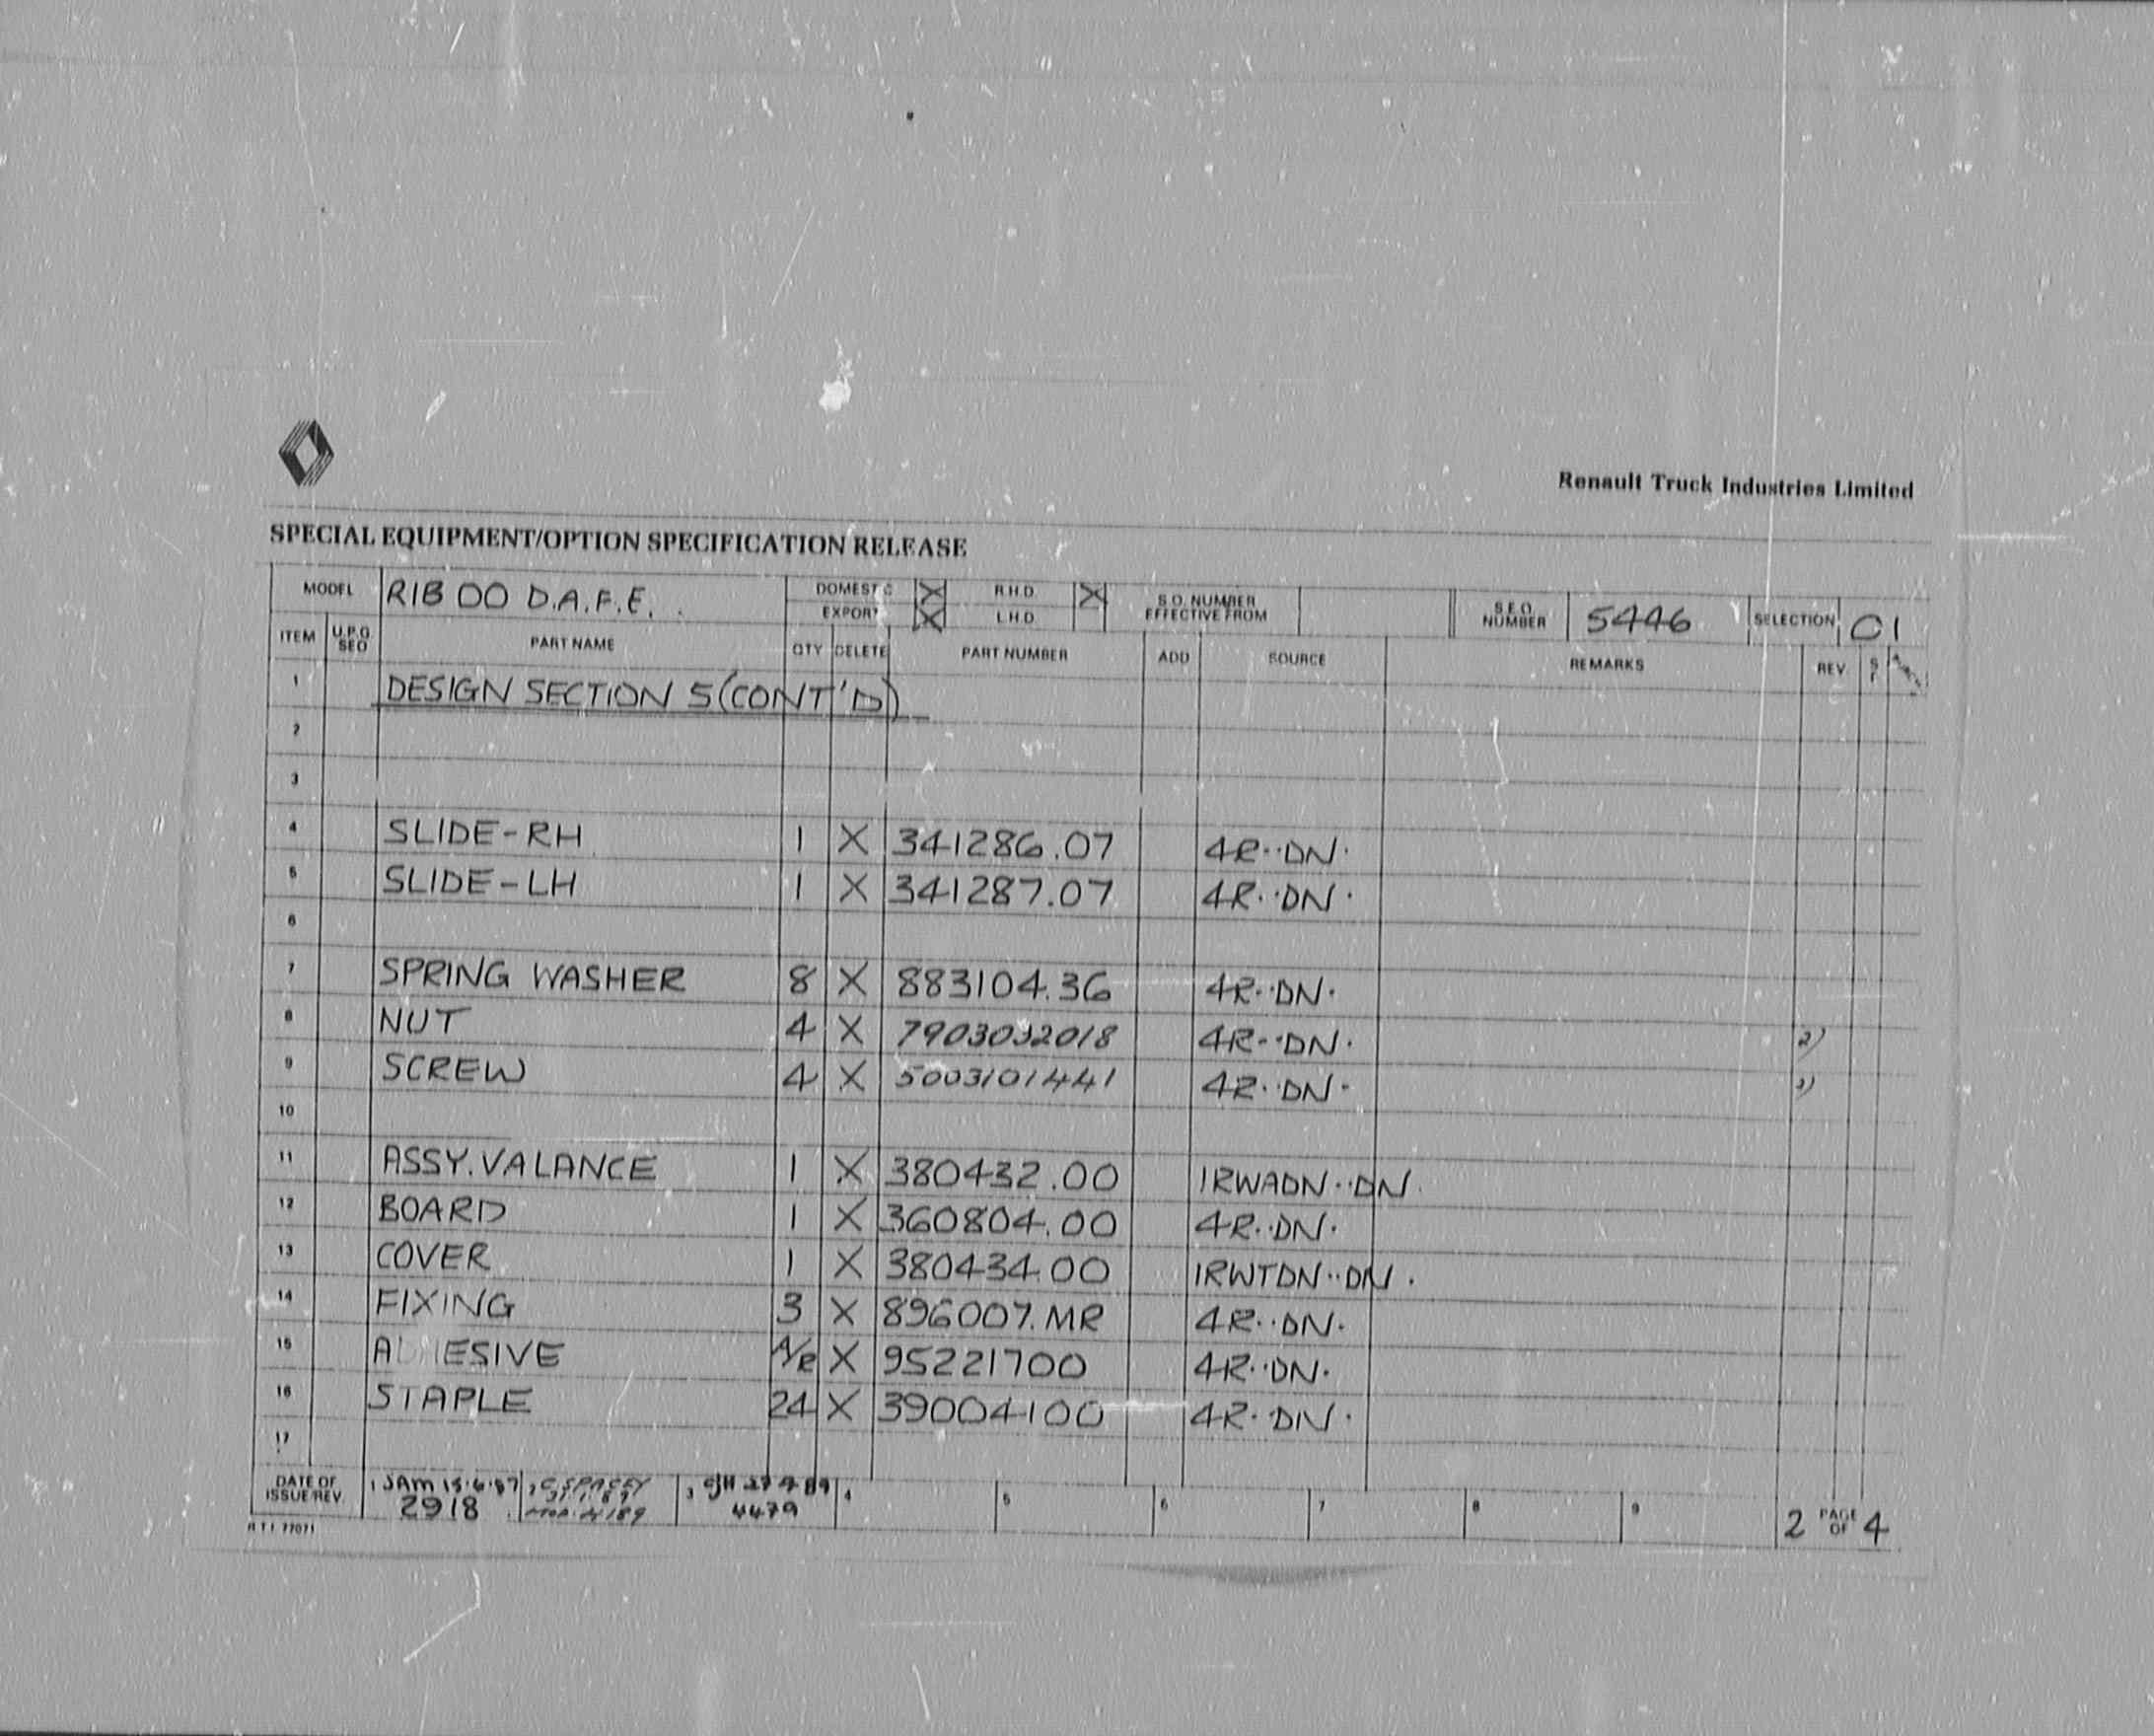 Renault Truck Industries Limited
SPECIAL EQUIPMENT/OPTION SPECIFICATION RELEASE
MODEL R1B 00 D.A.F.E. DOMESTIC X R.H.D. X S.O. NUMBER EFFECTIVE FROM S.E.O. NUMBER 5446 SELECTION 01
EXPORT X L.H.D.
ITEM U.P.G. SEO PART NAME QTY DELETE PART NUMBER ADD SOURCE REMARKS REV.
1 DESIGN SECTION 5 (CONT'D)
2
3
4 SLIDE-RH 1 X 341286.07 4R··DN·
5 SLIDE-LH 1 X 341287.07 4R··DN·
6
7 SPRING WASHER 8 X 883104.36 4R··DN·
8 NUT 4 X 7903032018 4R··DN· 2)
9 SCREW 4 X 5003101441 4R··DN·
10
11 ASSY.VALANCE 1 X 380432.00 1RWADN··DN.
12 BOARD 1 X 360804.00 4R··DN·
13 COVER 1 X 380434.00 1RWTDN··DN.
14 FIXING 3 X 896007.MR 4R··DN·
15 ADHESIVE A/R X 95221700 4R··DN·
16 STAPLE 24 X 39004100 4R··DN·
17
DATE OF ISSUE/REV 1 JAM 15·6·87 2 C SPACEY 3 4 5 6 7 8 9
2918 4479 2 PAGE OF 4
R T I 77071